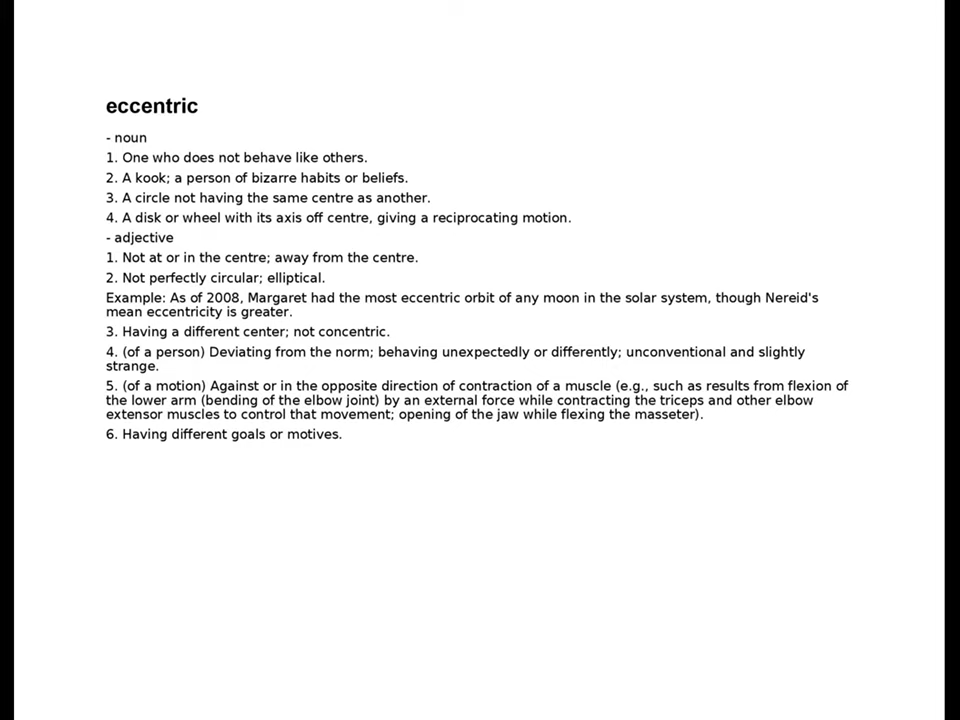 eccentric
- noun
1. One who does not behave like others.
2. A kook; a person of bizarre habits or beliefs.
3. A circle not having the same centre as another.
4. A disk or wheel with its axis off centre, giving a reciprocating motion.
- adjective
1. Not at or in the centre; away from the centre.
2. Not perfectly circular; elliptical.
Example: As of 2008, Margaret had the most eccentric orbit of any moon in the solar system, though Nereid's
mean eccentricity is greater.
3. Having a different center; not concentric.
4. (of a person) Deviating from the norm; behaving unexpectedly or differently; unconventional and slightly
strange.
5. (of a motion) Against or in the opposite direction of contraction of a muscle (e.g., such as results from flexion of
the lower arm (bending of the elbow joint) by an external force while contracting the triceps and other elbow
extensor muscles to control that movement; opening of the jaw while flexing the masseter).
6. Having different goals or motives.